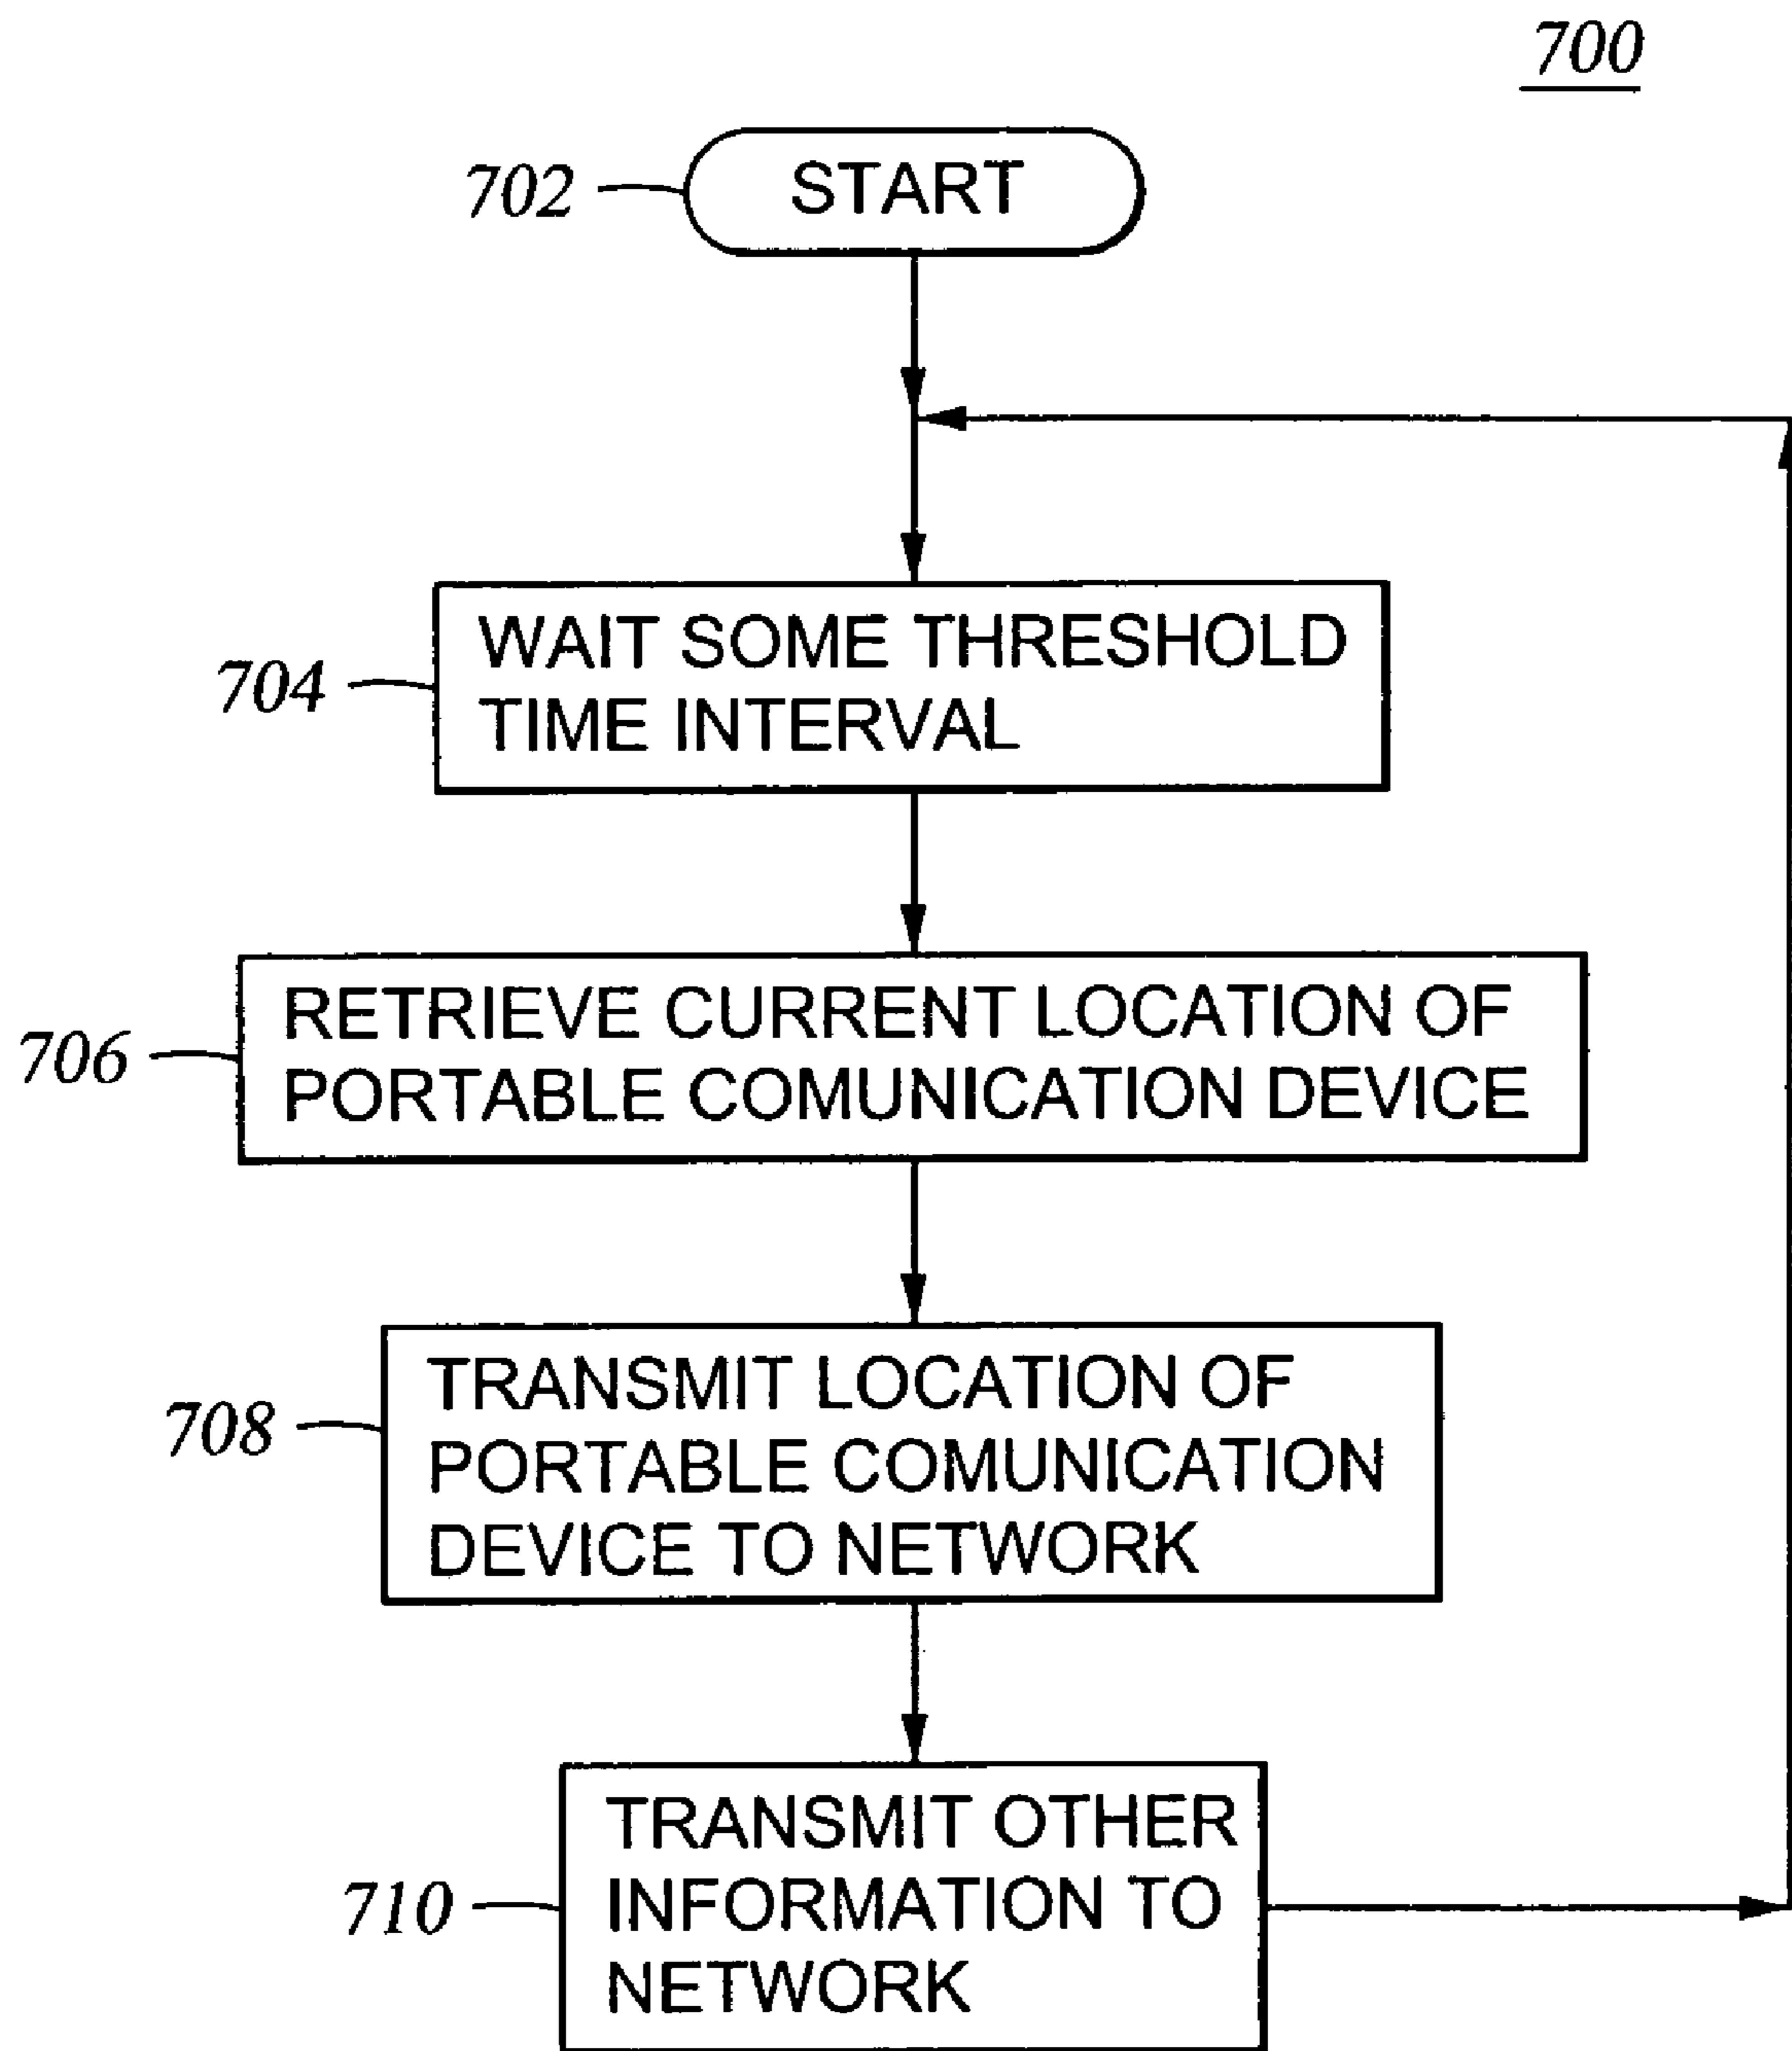 700
702
START
704
WAIT SOME THRESHOLD
TIME INTERVAL
706
RETRIEVE CURRENT LOCATION OF
PORTABLE COMUNICATION DEVICE
708
TRANSMIT LOCATION OF
PORTABLE COMUNICATION
DEVICE TO NETWORK
710
TRANSMIT OTHER
INFORMATION TO
NETWORK